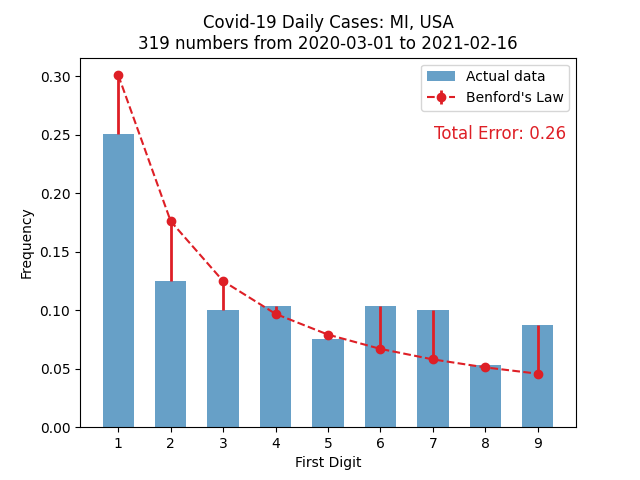 Covid-19 Daily Cases: MI, USA
319 numbers from 2020-03-01 to 2021-02-16
Actual data
Benford's Law
Total Error: 0.26
0.30
0.25
0.20
0.15
0.10
0.05
0.00
Frequency
1 2 3 4 5 6 7 8 9
First Digit